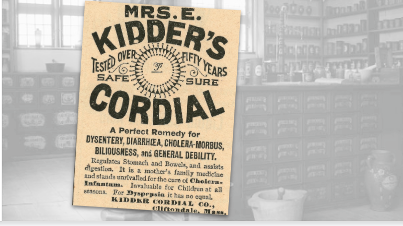 MRS. E.
KIDDER'S
TESTED OVER FIFTY YEARS
SAFE SURE
CORDIAL
A Perfect Remedy for
DYSENTERY, DIARRHŒA, CHOLERA-MORBUS,
BILIOUSNESS, and GENERAL DEBILITY.
Regulates Stomach and Bowels, and assists
digestion. It is a mother's family medicine
and stands unrivalled for the cure of Cholera-
Infantum. Invaluable for Children at all
seasons. For Dyspepsia it has no equal.
KIDDER CORDIAL CO.,
Cliftondale, Mass.